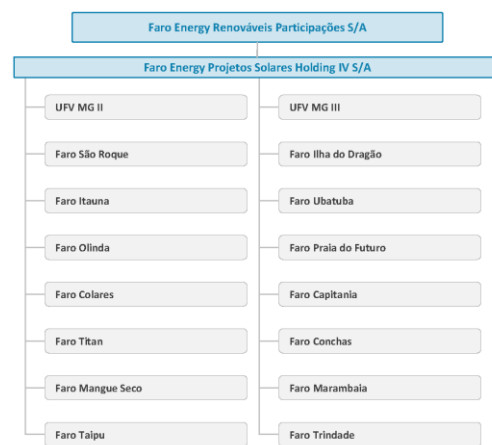 Faro Energy Renováveis Participações S/A
Faro Energy Projetos Solares Holding IV S/A
UFV MG II
UFV MG III
Faro São Roque
Faro Ilha do Dragão
Faro Itauna
Faro Ubatuba
Faro Olinda
Faro Praia do Futuro
Faro Colares
Faro Capitania
Faro Titan
Faro Conchas
Faro Mangue Seco
Faro Marambaia
Faro Taipu
Faro Trindade